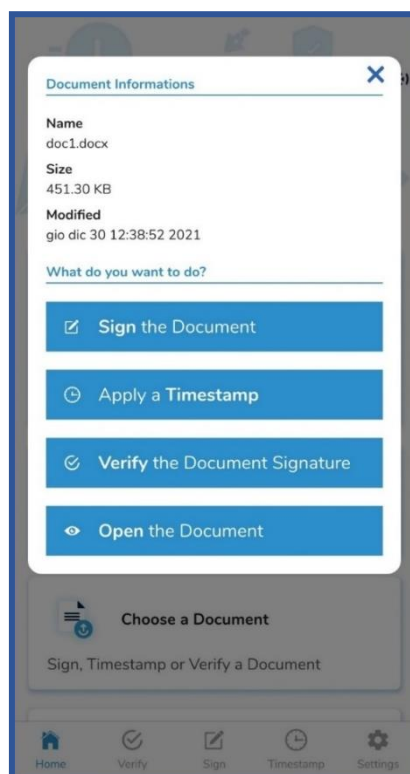 Document Informations
Name
doc1.docx
Size
451.30 KB
Modified
gio dic 30 12:38:52 2021
What do you want to do?
Sign the Document
Apply a Timestamp
Verify the Document Signature
Open the Document
Choose a Document
Sign, Timestamp or Verify a Document
Home Verify Sign Timestamp Settings